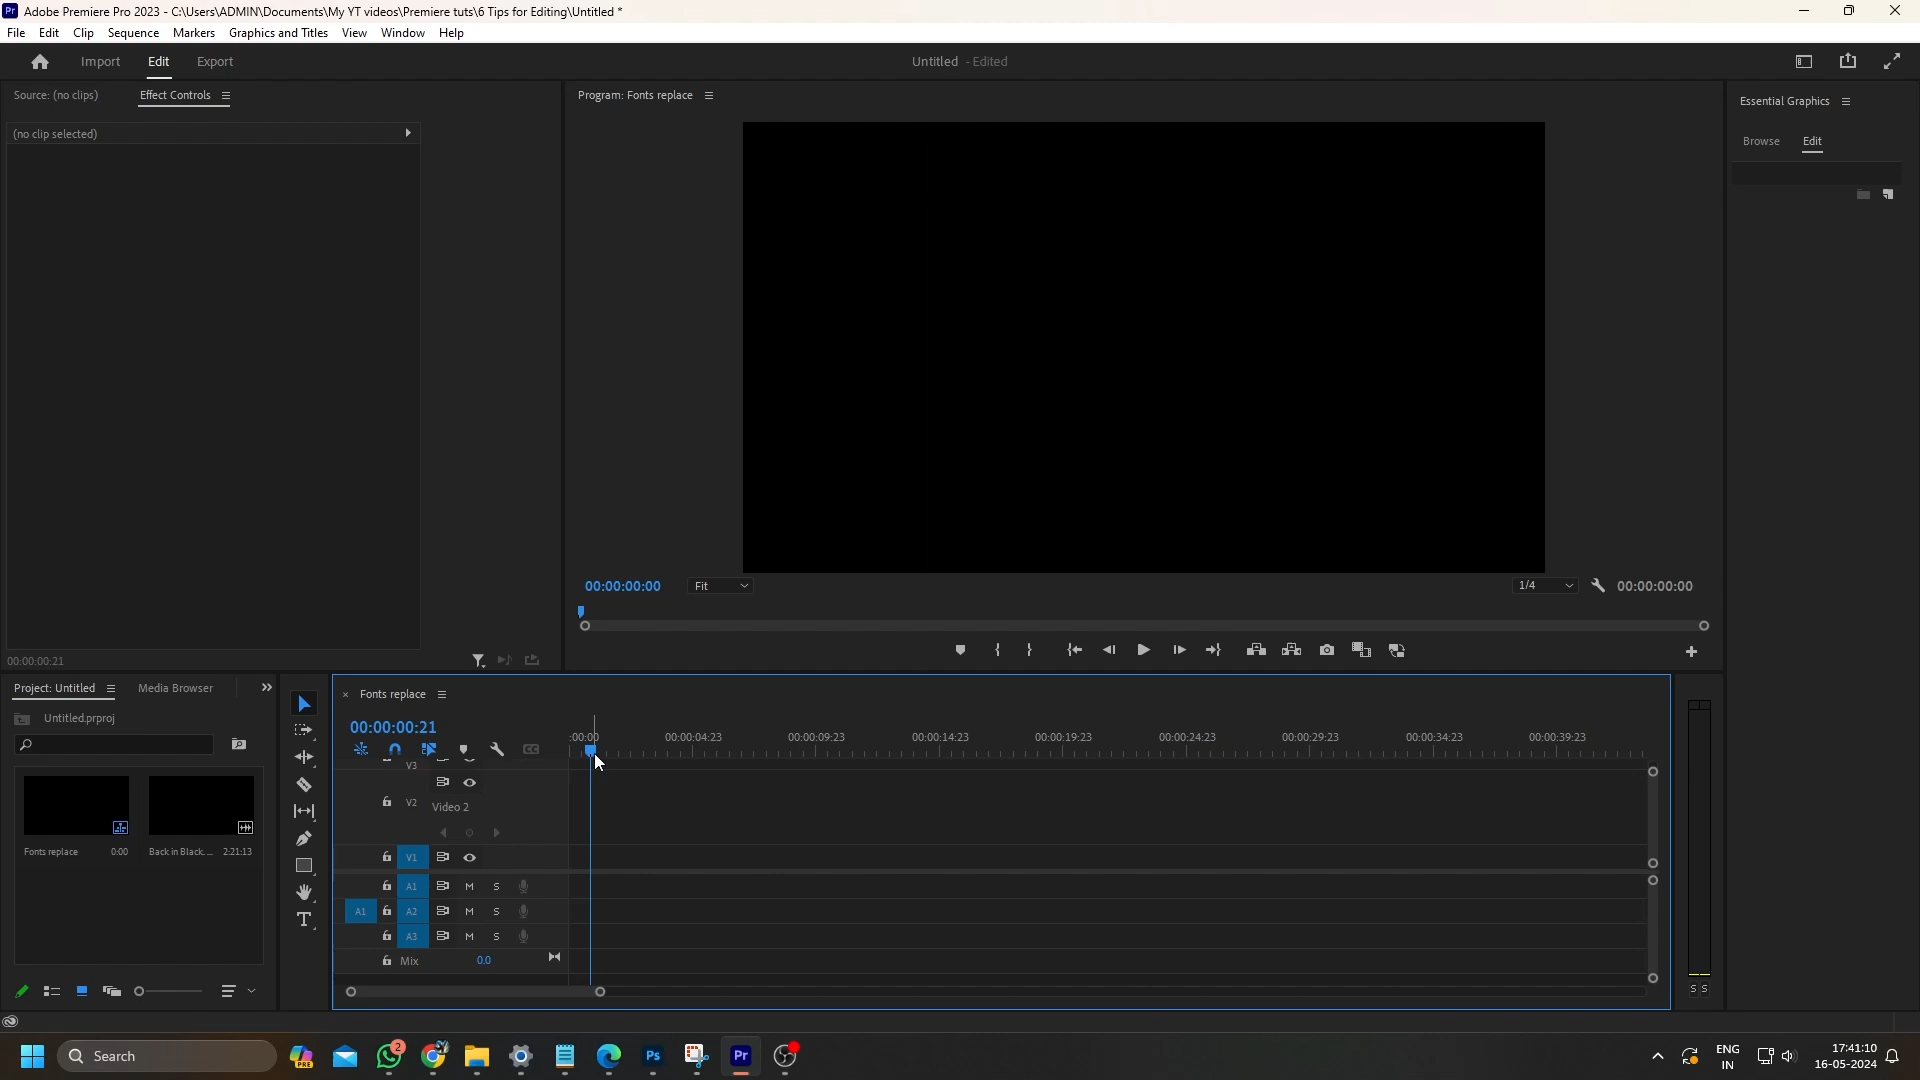 Pr Adobe Premiere Pro 2023 - C:\Users\ADMIN\Documents\My YT videos\Premiere tuts\6 Tips for Editing\Untitled *
File Edit Clip Sequence Markers Graphics and Titles View Window Help
Import Edit Export
Untitled - Edited
Source: (no clips) Effect Controls
Program: Fonts replace
Essential Graphics
(no clip selected)
Browse Edit
00:00:00:00 Fit 1/4 00:00:00:00
00:00:00:21
Project: Untitled Media Browser
Fonts replace
Untitled.prproj
00:00:00:21
:00:00 00:00:04:23 00:00:09:23 00:00:14:23 00:00:19:23 00:00:24:23 00:00:29:23 00:00:34:23 00:00:39:23
V3
V2 Video 2
Fonts replace 0:00 Back in Black... 2:21:13
V1
A1 M S
A1 A2 M S
A3 M S
Mix 0.0
S S
Search
PRE 2 Ps Pr
ENG
IN
17:41:10
16-05-2024